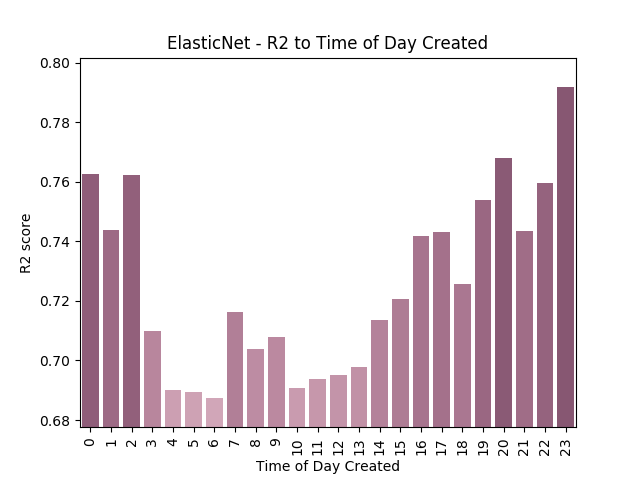 ElasticNet - R2 to Time of Day Created
R2 score
0.80
0.78
0.76
0.74
0.72
0.70
0.68
0 1 2 3 4 5 6 7 8 9 10 11 12 13 14 15 16 17 18 19 20 21 22 23
Time of Day Created